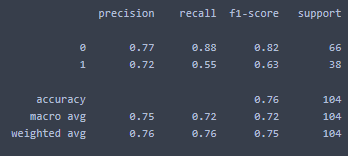 precision recall f1-score support
0 0.77 0.88 0.82 66
1 0.72 0.55 0.63 38
accuracy 0.76 104
macro avg 0.75 0.72 0.72 104
weighted avg 0.76 0.76 0.75 104